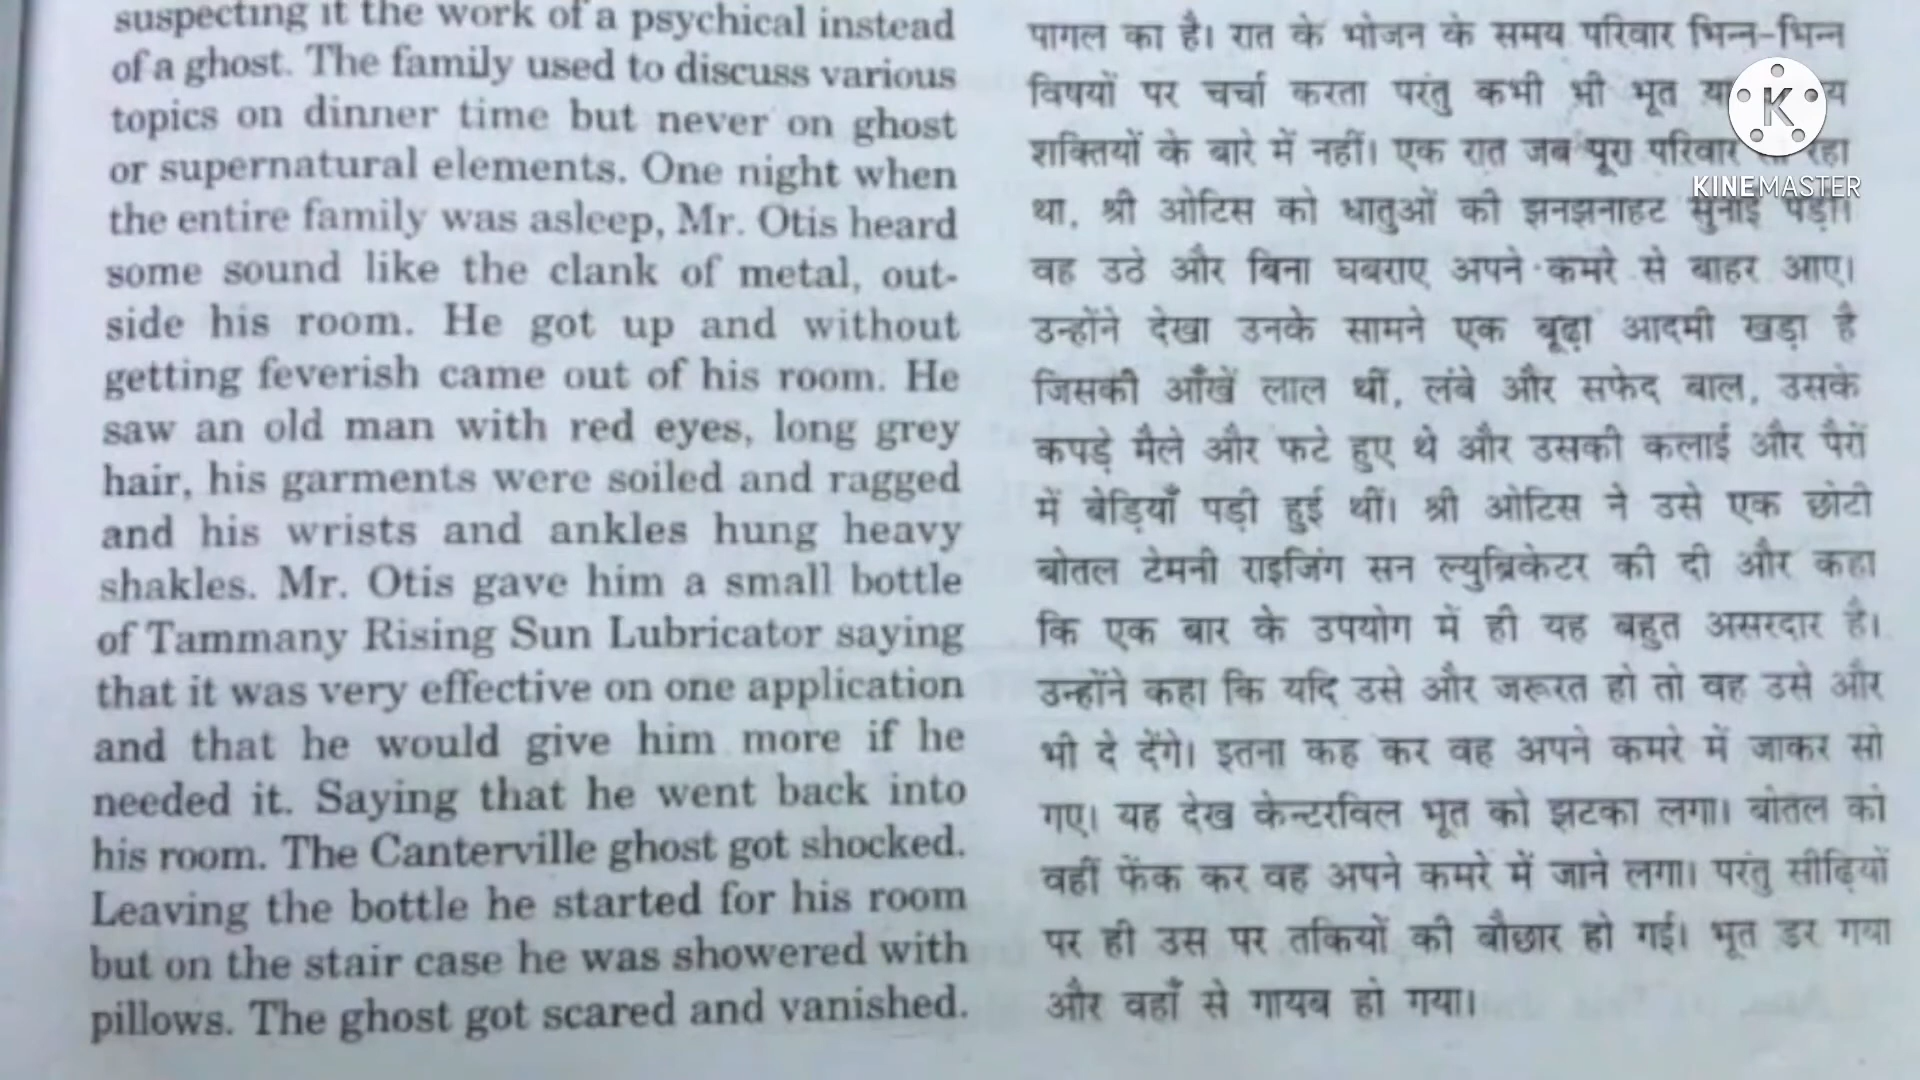 suspecting it the work of a psychical instead
of a ghost. The family used to discuss various
topics on dinner time but never on ghost
or supernatural elements. One night when
the entire family was asleep, Mr. Otis heard
some sound like the clank of metal, out-
side his room. He got up and without
getting feverish came out of his room. He
saw an old man with red eyes, long grey
hair, his garments were soiled and ragged
and his wrists and ankles hung heavy
shakles. Mr. Otis gave him a small bottle
of Tammany Rising Sun Lubricator saying
that it was very effective on one application
and that he would give him more if he
needed it. Saying that he went back into
his room. The Canterville ghost got shocked.
Leaving the bottle he started for his room
but on the stair case he was showered with
pillows. The ghost got scared and vanished.
पागल का है। रात के भोजन के समय परिवार भिन्न-भिन्न
विषयों पर चर्चा करता परंतु कभी भी भूत
शक्तियों के बारे में नहीं। एक रात जब पूरा परिवार रहा
था, श्री ओटिस को धातुओं की झनझनाहट सुनाई पड़ी।
वह उठे और बिना घबराए अपने कमरे से बाहर आए।
उन्होंने देखा उनके सामने एक बूढ़ा आदमी खड़ा है
जिसकी आँखें लाल थीं, लंबे और सफेद बाल, उसके
कपड़े मैले और फटे हुए थे और उसकी कलाई और पैरों
में बेड़ियाँ पड़ी हुई थीं। श्री ओटिस ने उसे एक छोटी
बोतल टेमनी राइजिंग सन ल्युब्रिकेटर की दी और कहा
कि एक बार के उपयोग में ही यह बहुत असरदार है।
उन्होंने कहा कि यदि उसे और जरूरत हो तो वह उसे और
भी दे देंगे। इतना कह कर वह अपने कमरे में जाकर सो
गए। यह देख केन्टरविल भूत को झटका लगा। बोतल को
वहीं फेंक कर वह अपने कमरे में जाने लगा। परंतु सीढ़ियों
पर ही उस पर तकियों की बौछार हो गई। भूत डर गया
और वहाँ से गायब हो गया।
K
KINEMASTER